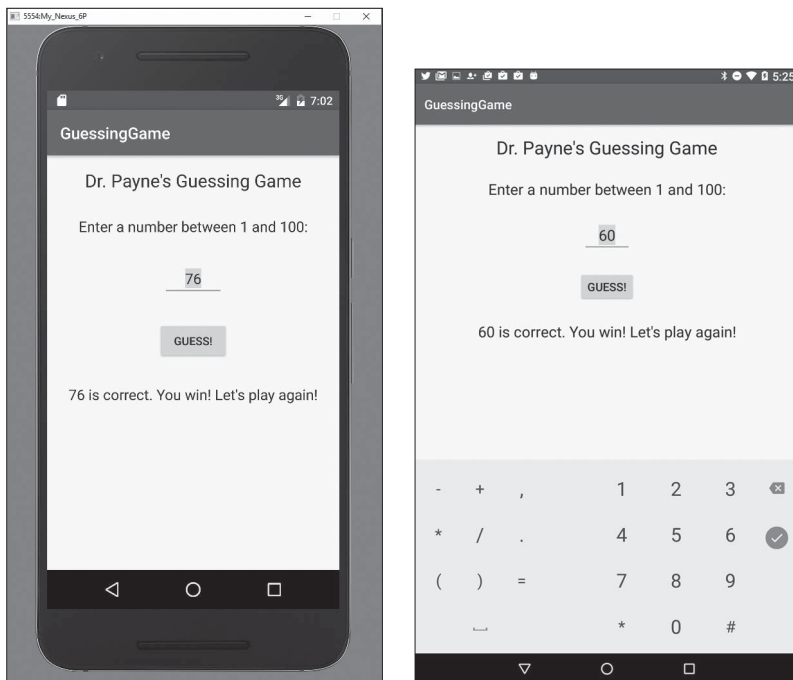 5554:My_Nexus_6P
3G 7:02
GuessingGame
Dr. Payne's Guessing Game
Enter a number between 1 and 100:
76
GUESS!
76 is correct. You win! Let's play again!
5:25
GuessingGame
Dr. Payne's Guessing Game
Enter a number between 1 and 100:
60
GUESS!
60 is correct. You win! Let's play again!
- + , 1 2 3
* / . 4 5 6
( ) = 7 8 9
* 0 #